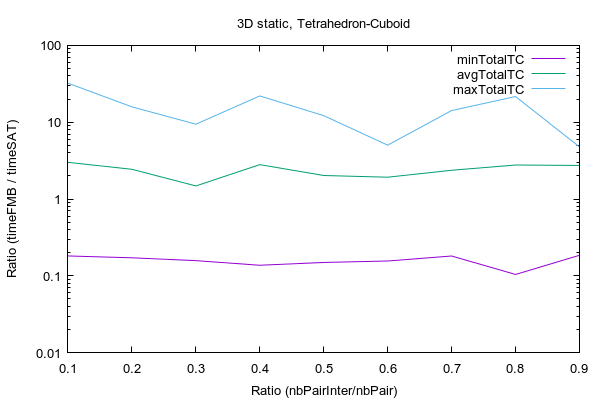 3D static, Tetrahedron-Cuboid
100
10
1
0.1
0.01
Ratio (timeFMB / timeSAT)
minTotalTC
avgTotalTC
maxTotalTC
0.1 0.2 0.3 0.4 0.5 0.6 0.7 0.8 0.9
Ratio (nbPairInter/nbPair)